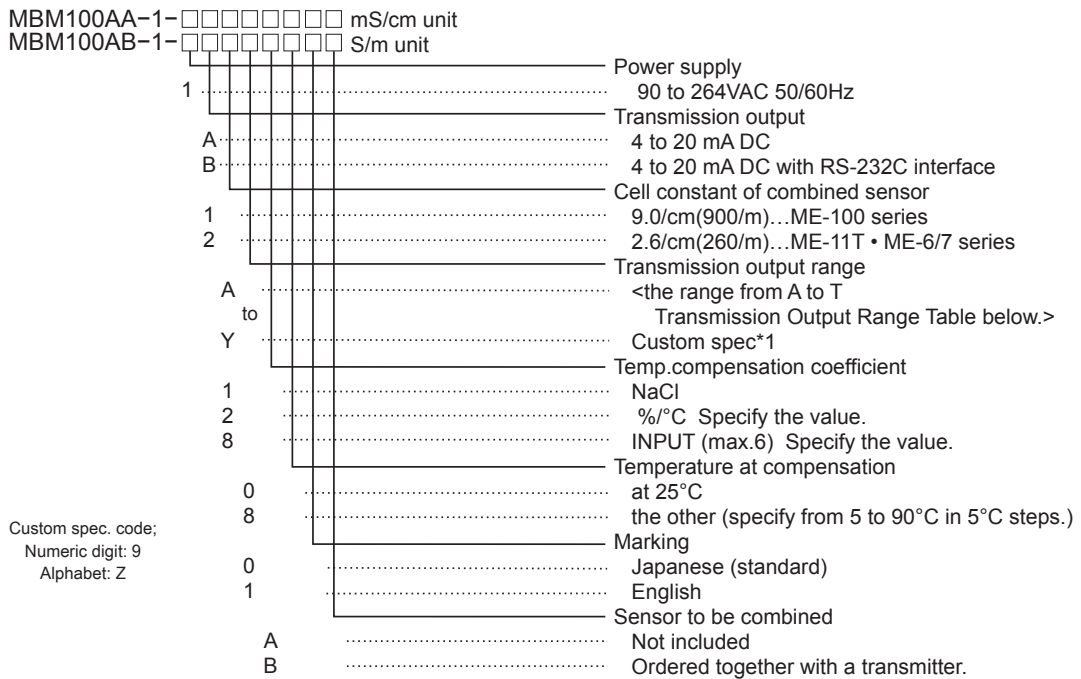 MBM100AA−1−□□□□□□□□ mS/cm unit
MBM100AB−1−□□□□□□□□ S/m unit
Power supply
1 90 to 264VAC 50/60Hz
Transmission output
A 4 to 20 mA DC
B 4 to 20 mA DC with RS-232C interface
Cell constant of combined sensor
1 9.0/cm(900/m)…ME-100 series
2 2.6/cm(260/m)…ME-11T • ME-6/7 series
Transmission output range
A <the range from A to T
to Transmission Output Range Table below.>
Y Custom spec*1
Temp.compensation coefficient
1 NaCl
2 %/°C Specify the value.
8 INPUT (max.6) Specify the value.
Temperature at compensation
0 at 25°C
8 the other (specify from 5 to 90°C in 5°C steps.)
Marking
0 Japanese (standard)
1 English
Sensor to be combined
A Not included
B Ordered together with a transmitter.
Custom spec. code;
Numeric digit: 9
Alphabet: Z